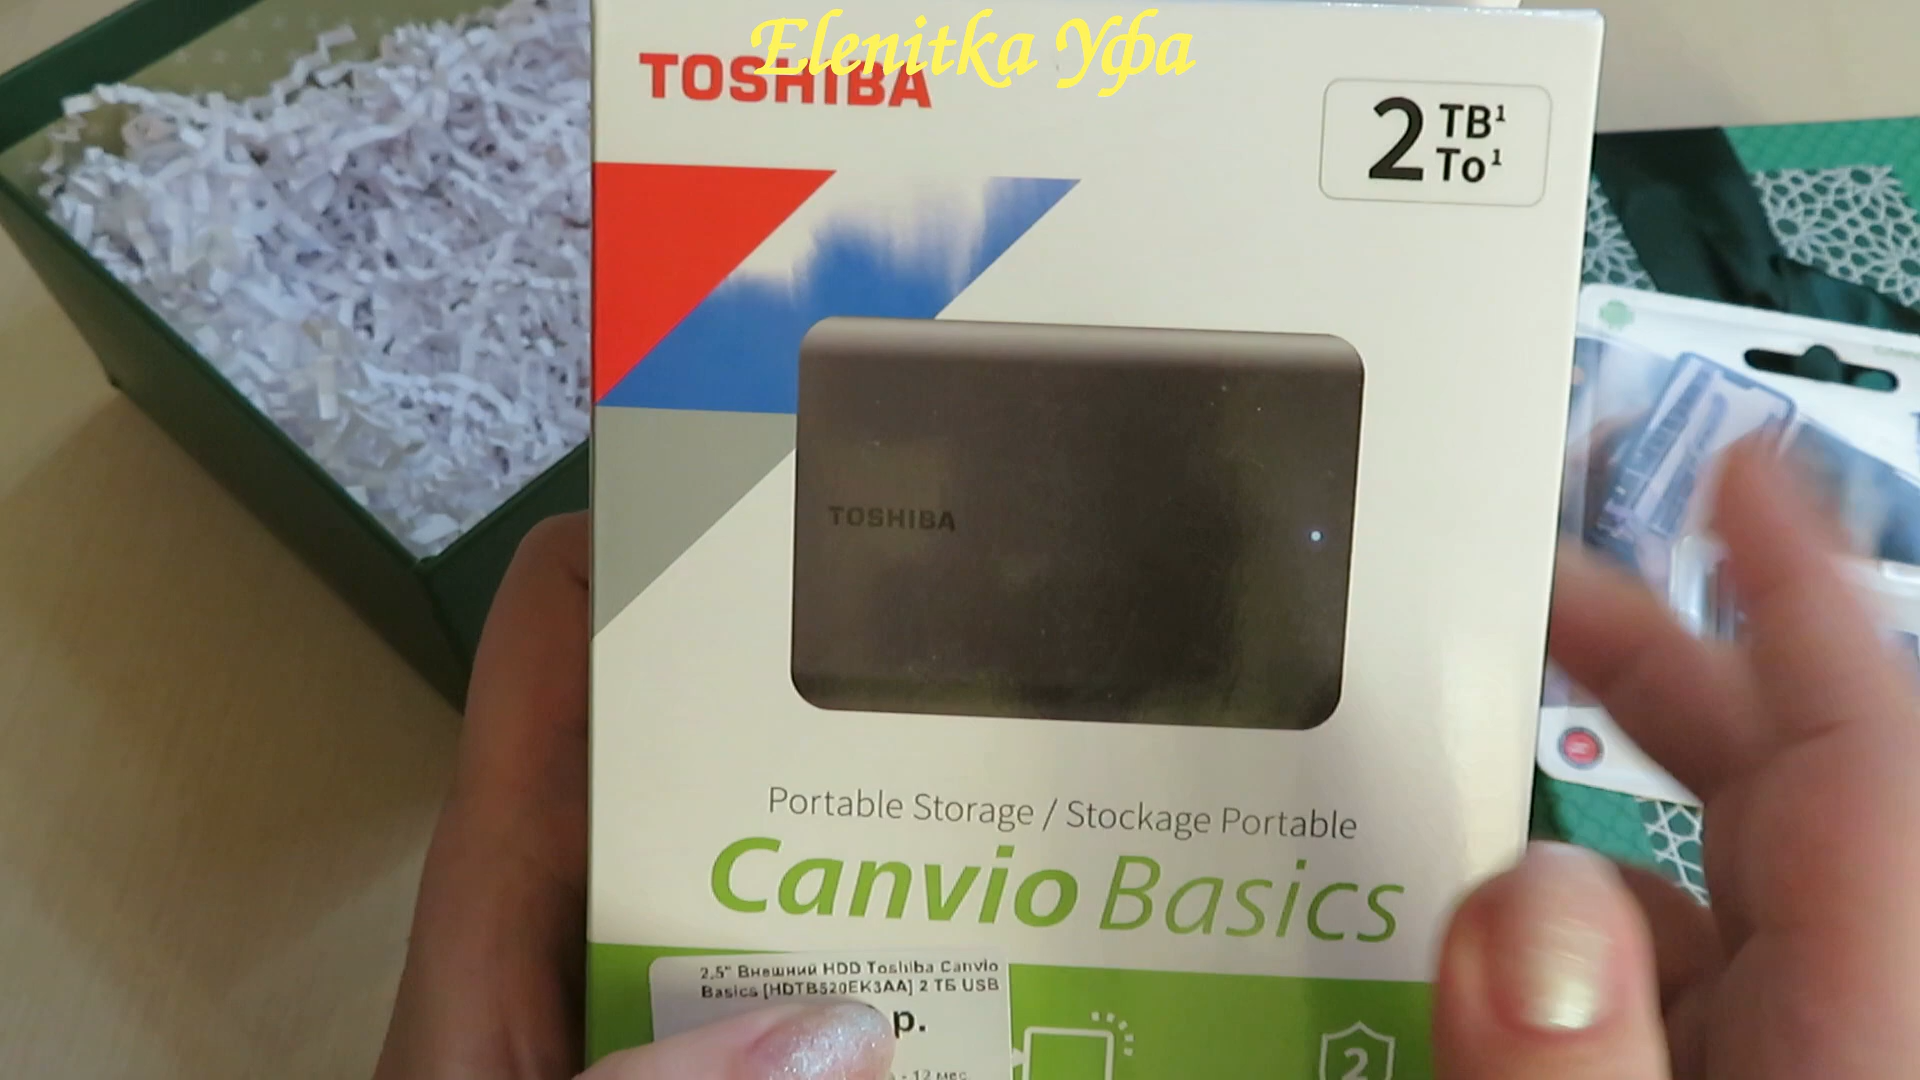 Elenitka Уфа
TOSHIBA
2 TB¹
To¹
TOSHIBA
Portable Storage / Stockage Portable
Canvio Basics
2.5" Внешний HDD Toshiba Canvio
Basics [HDTB520EK3AA] 2 ТБ USB
р.
- 12 мес.
2